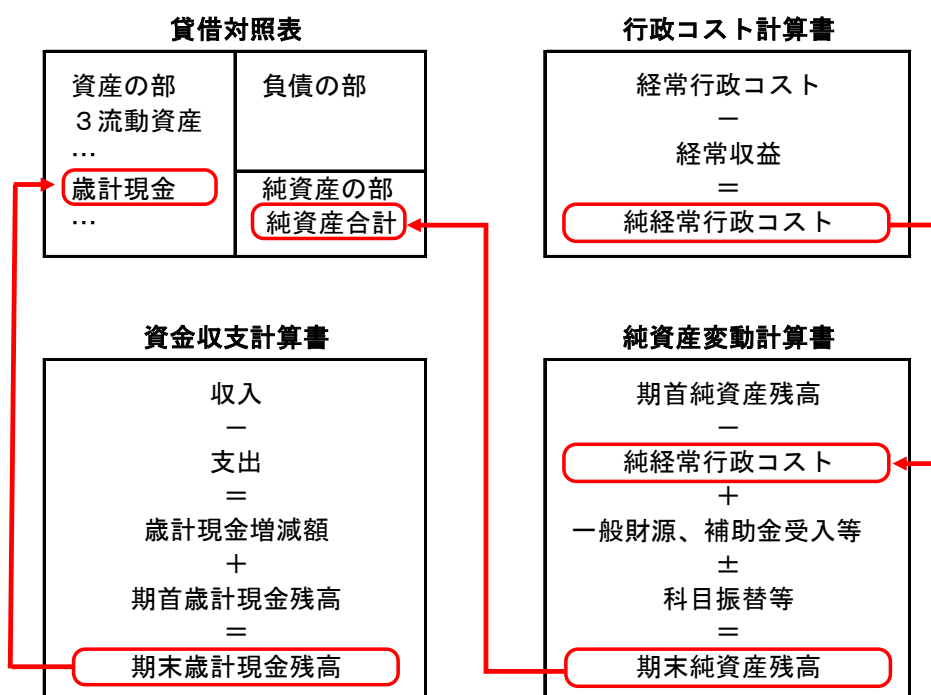 貸借対照表
資産の部
３流動資産
…
歳計現金
…
負債の部
純資産の部
純資産合計
行政コスト計算書
経常行政コスト
－
経常収益
＝
純経常行政コスト
資金収支計算書
収入
－
支出
＝
歳計現金増減額
＋
期首歳計現金残高
＝
期末歳計現金残高
純資産変動計算書
期首純資産残高
－
純経常行政コスト
＋
一般財源、補助金受入等
±
科目振替等
＝
期末純資産残高